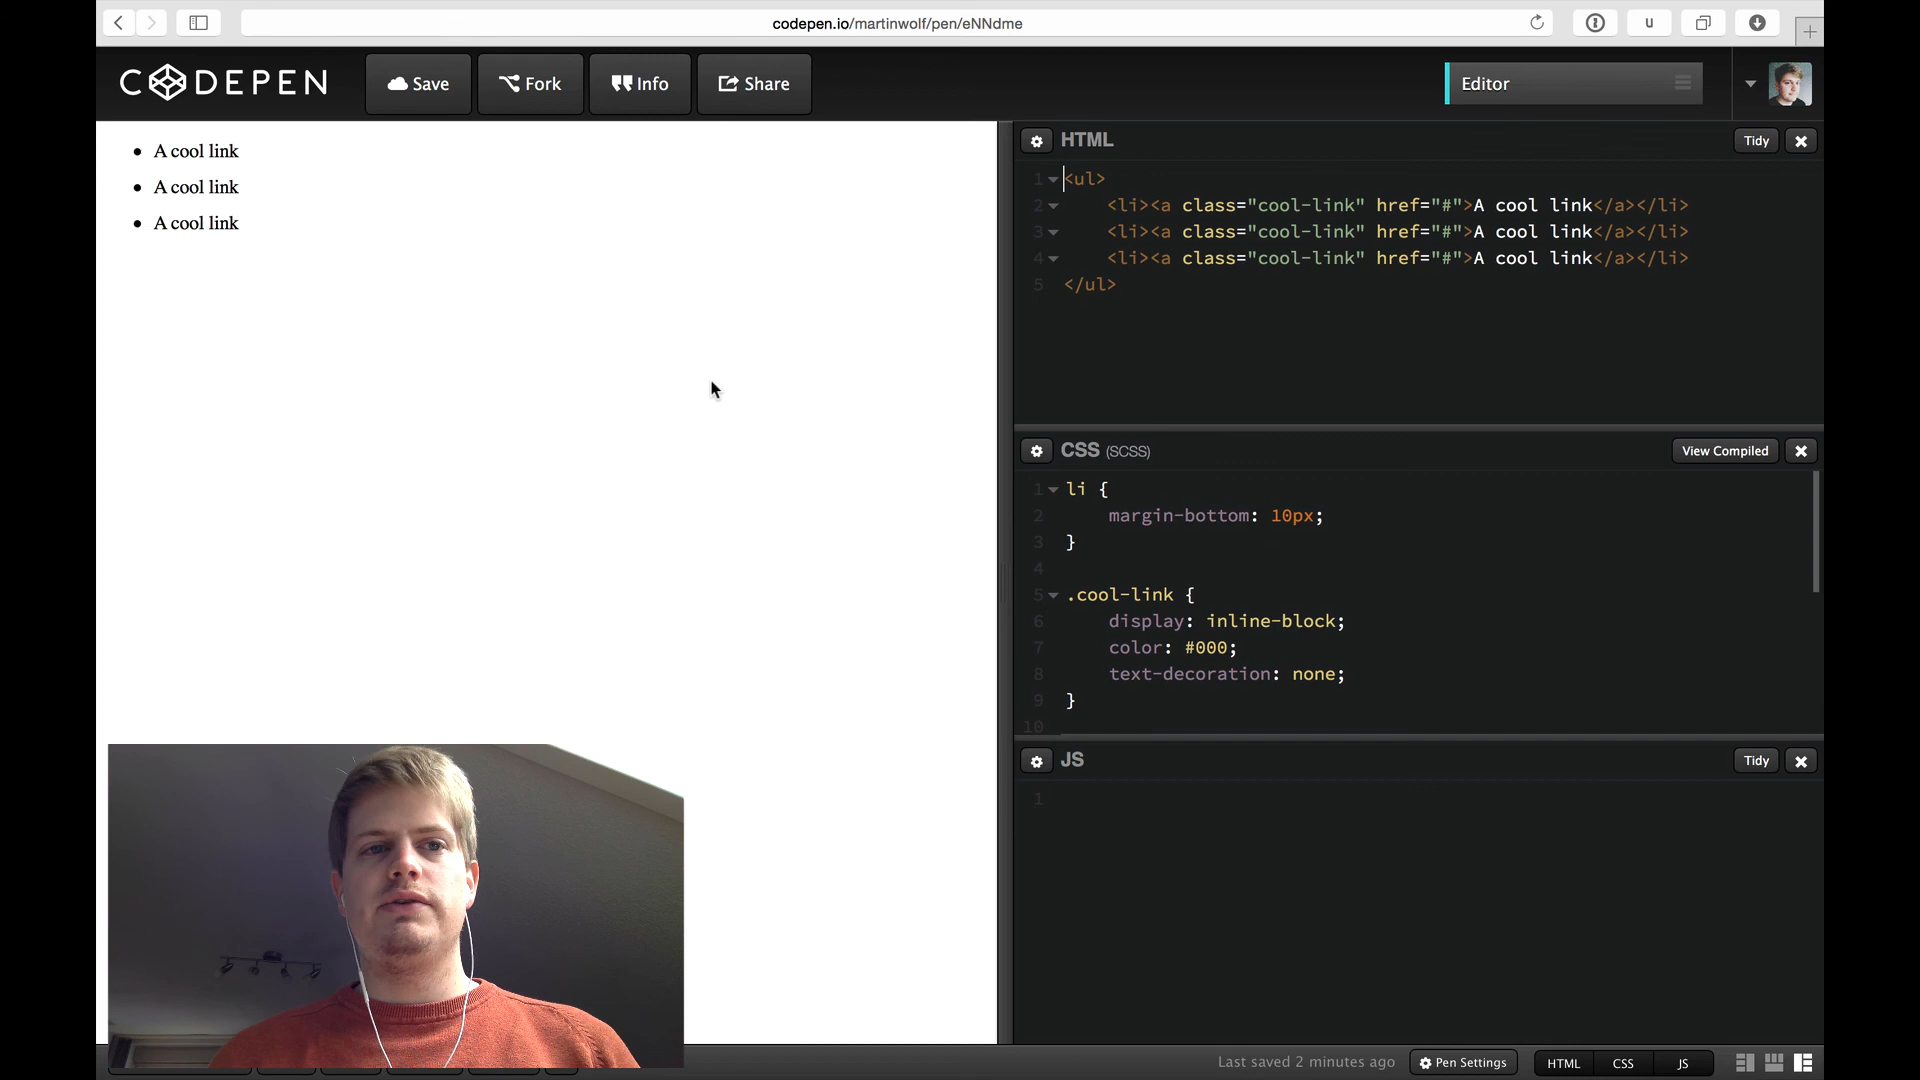 codepen.io/martinwolf/pen/eNNdme
u
CODEPEN
Save
Fork
Info
Share
Editor
A cool link
A cool link
A cool link
HTML
Tidy
1 <ul>
2 <li><a class="cool-link" href="#">A cool link</a></li>
3 <li><a class="cool-link" href="#">A cool link</a></li>
4 <li><a class="cool-link" href="#">A cool link</a></li>
5 </ul>
CSS (SCSS)
View Compiled
1 li {
2 margin-bottom: 10px;
3 }
4
5 .cool-link {
6 display: inline-block;
7 color: #000;
8 text-decoration: none;
9 }
10
JS
Tidy
1
Last saved 2 minutes ago
Pen Settings
HTML
CSS
JS